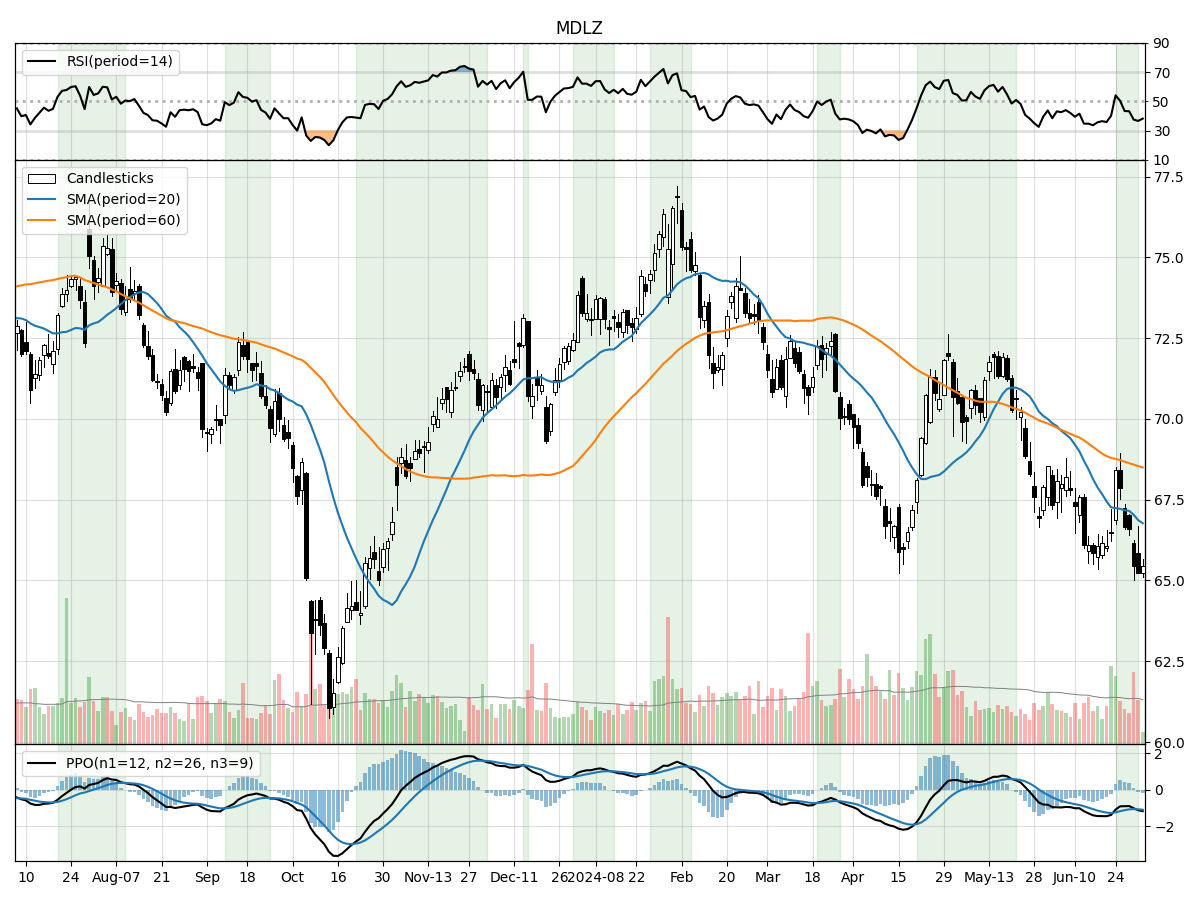 MDLZ
RSI(period=14)
90
70
50
30
10
Candlesticks
SMA(period=20)
SMA(period=60)
77.5
75.0
72.5
70.0
67.5
65.0
62.5
60.0
PPO(n1=12, n2=26, n3=9)
2
0
−2
10 24 Aug-07 21 Sep 18 Oct 16 30 Nov-13 27 Dec-11 26 2024-08 22 Feb 20 Mar 18 Apr 15 29 May-13 28 Jun-10 24